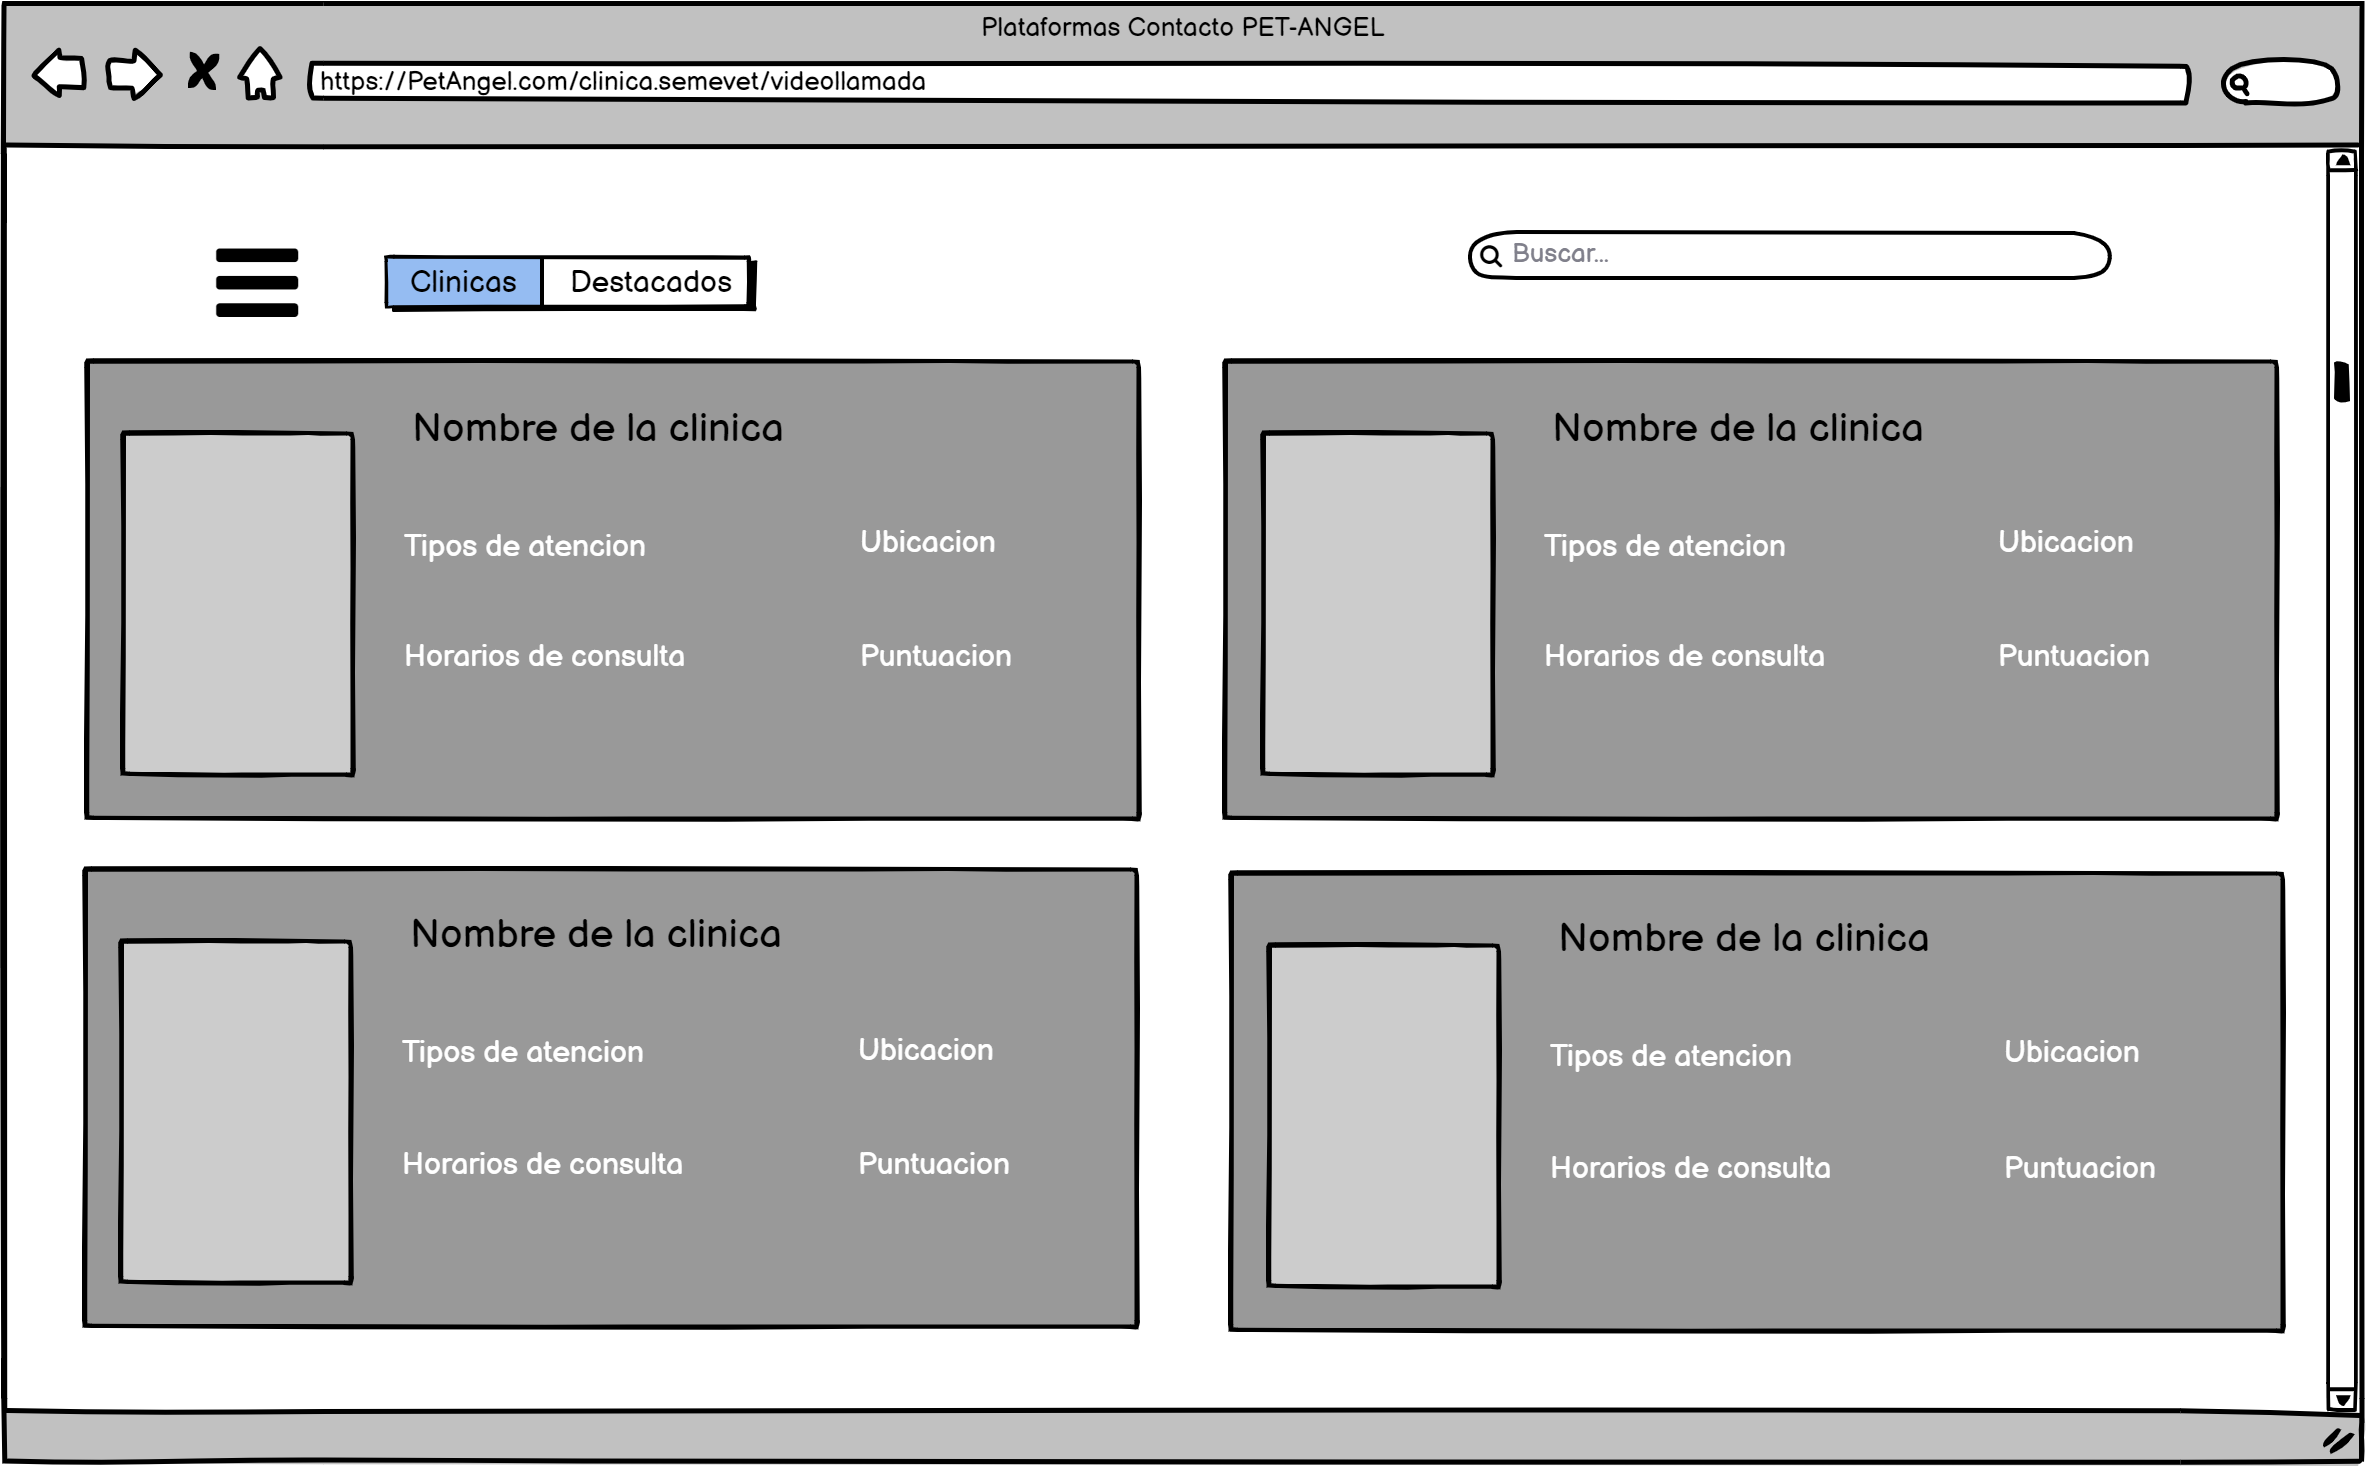 Plataformas Contacto PET-ANGEL
https://PetAngel.com/clinica.semevet/videollamada
Clinicas Destacados
Buscar...
Nombre de la clinica
Tipos de atencion
Ubicacion
Horarios de consulta
Puntuacion
Nombre de la clinica
Tipos de atencion
Ubicacion
Horarios de consulta
Puntuacion
Nombre de la clinica
Tipos de atencion
Ubicacion
Horarios de consulta
Puntuacion
Nombre de la clinica
Tipos de atencion
Ubicacion
Horarios de consulta
Puntuacion